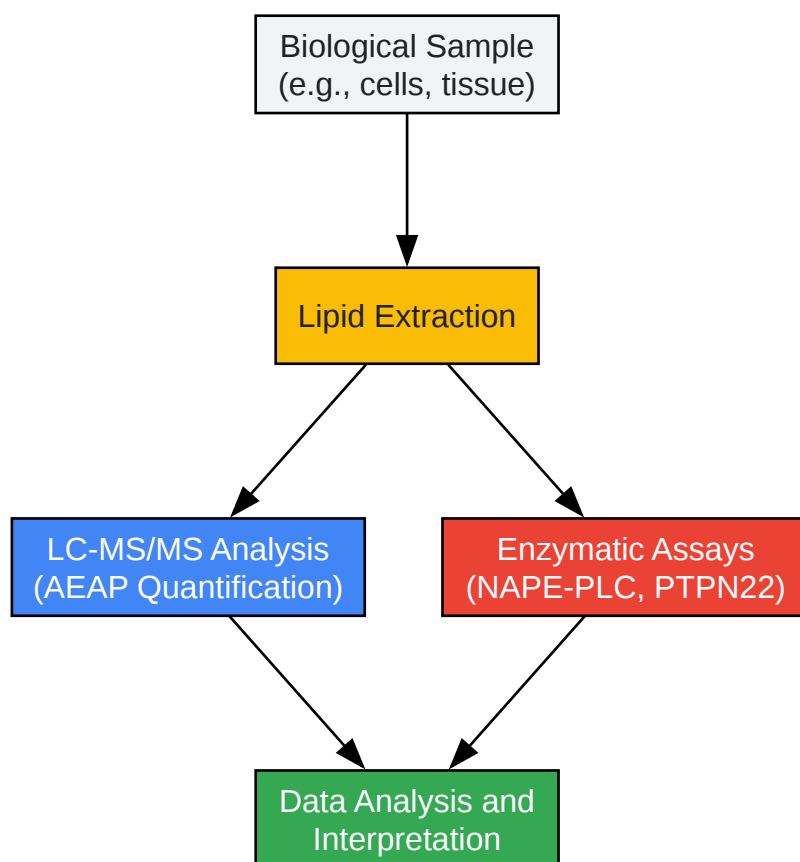 Biological Sample
(e.g., cells, tissue)
Lipid Extraction
LC-MS/MS Analysis
(AEAP Quantification)
Enzymatic Assays
(NAPE-PLC, PTPN22)
Data Analysis and
Interpretation